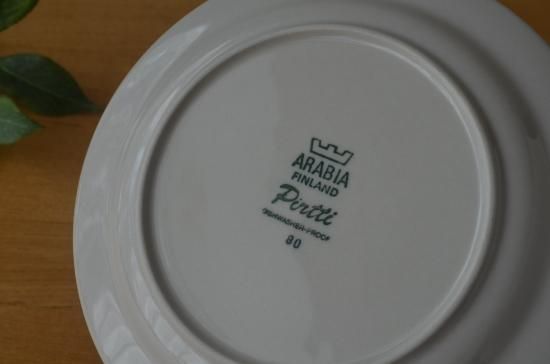 ARABIA
FINLAND
Pirtti
DISHWASHER-PROOF
80